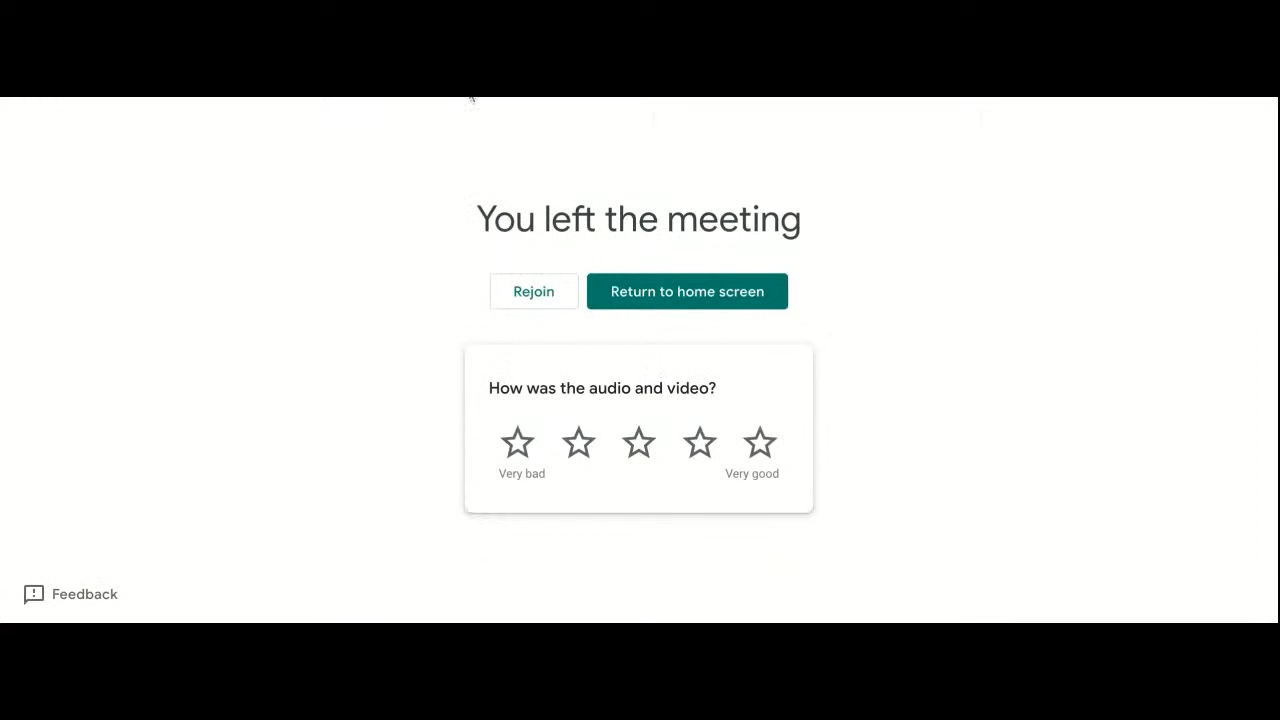 You left the meeting
Rejoin
Return to home screen
How was the audio and video?
Very bad
Very good
Feedback